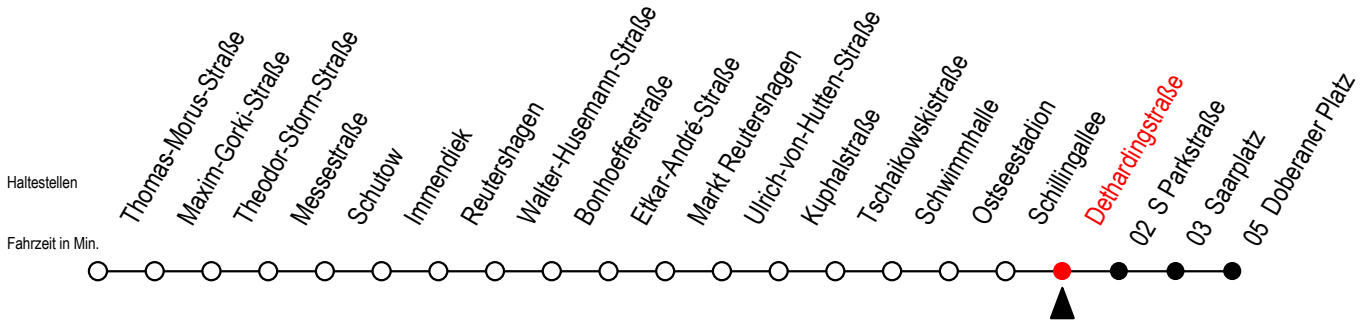 Haltestellen
Fahrzeit in Min.
Thomas-Morus-Straße
Maxim-Gorki-Straße
Theodor-Storm-Straße
Messestraße
Schutow
Immendiek
Reutershagen
Walter-Husemann-Straße
Bonhoefferstraße
Etkar-André-Straße
Markt Reutershagen
Ulrich-von-Hutten-Straße
Kuphalstraße
Tschaikowskistraße
Schwimmhalle
Ostseestadion
Schillingallee
Dethardingstraße
02 S Parkstraße
03 Saarplatz
05 Doberaner Platz